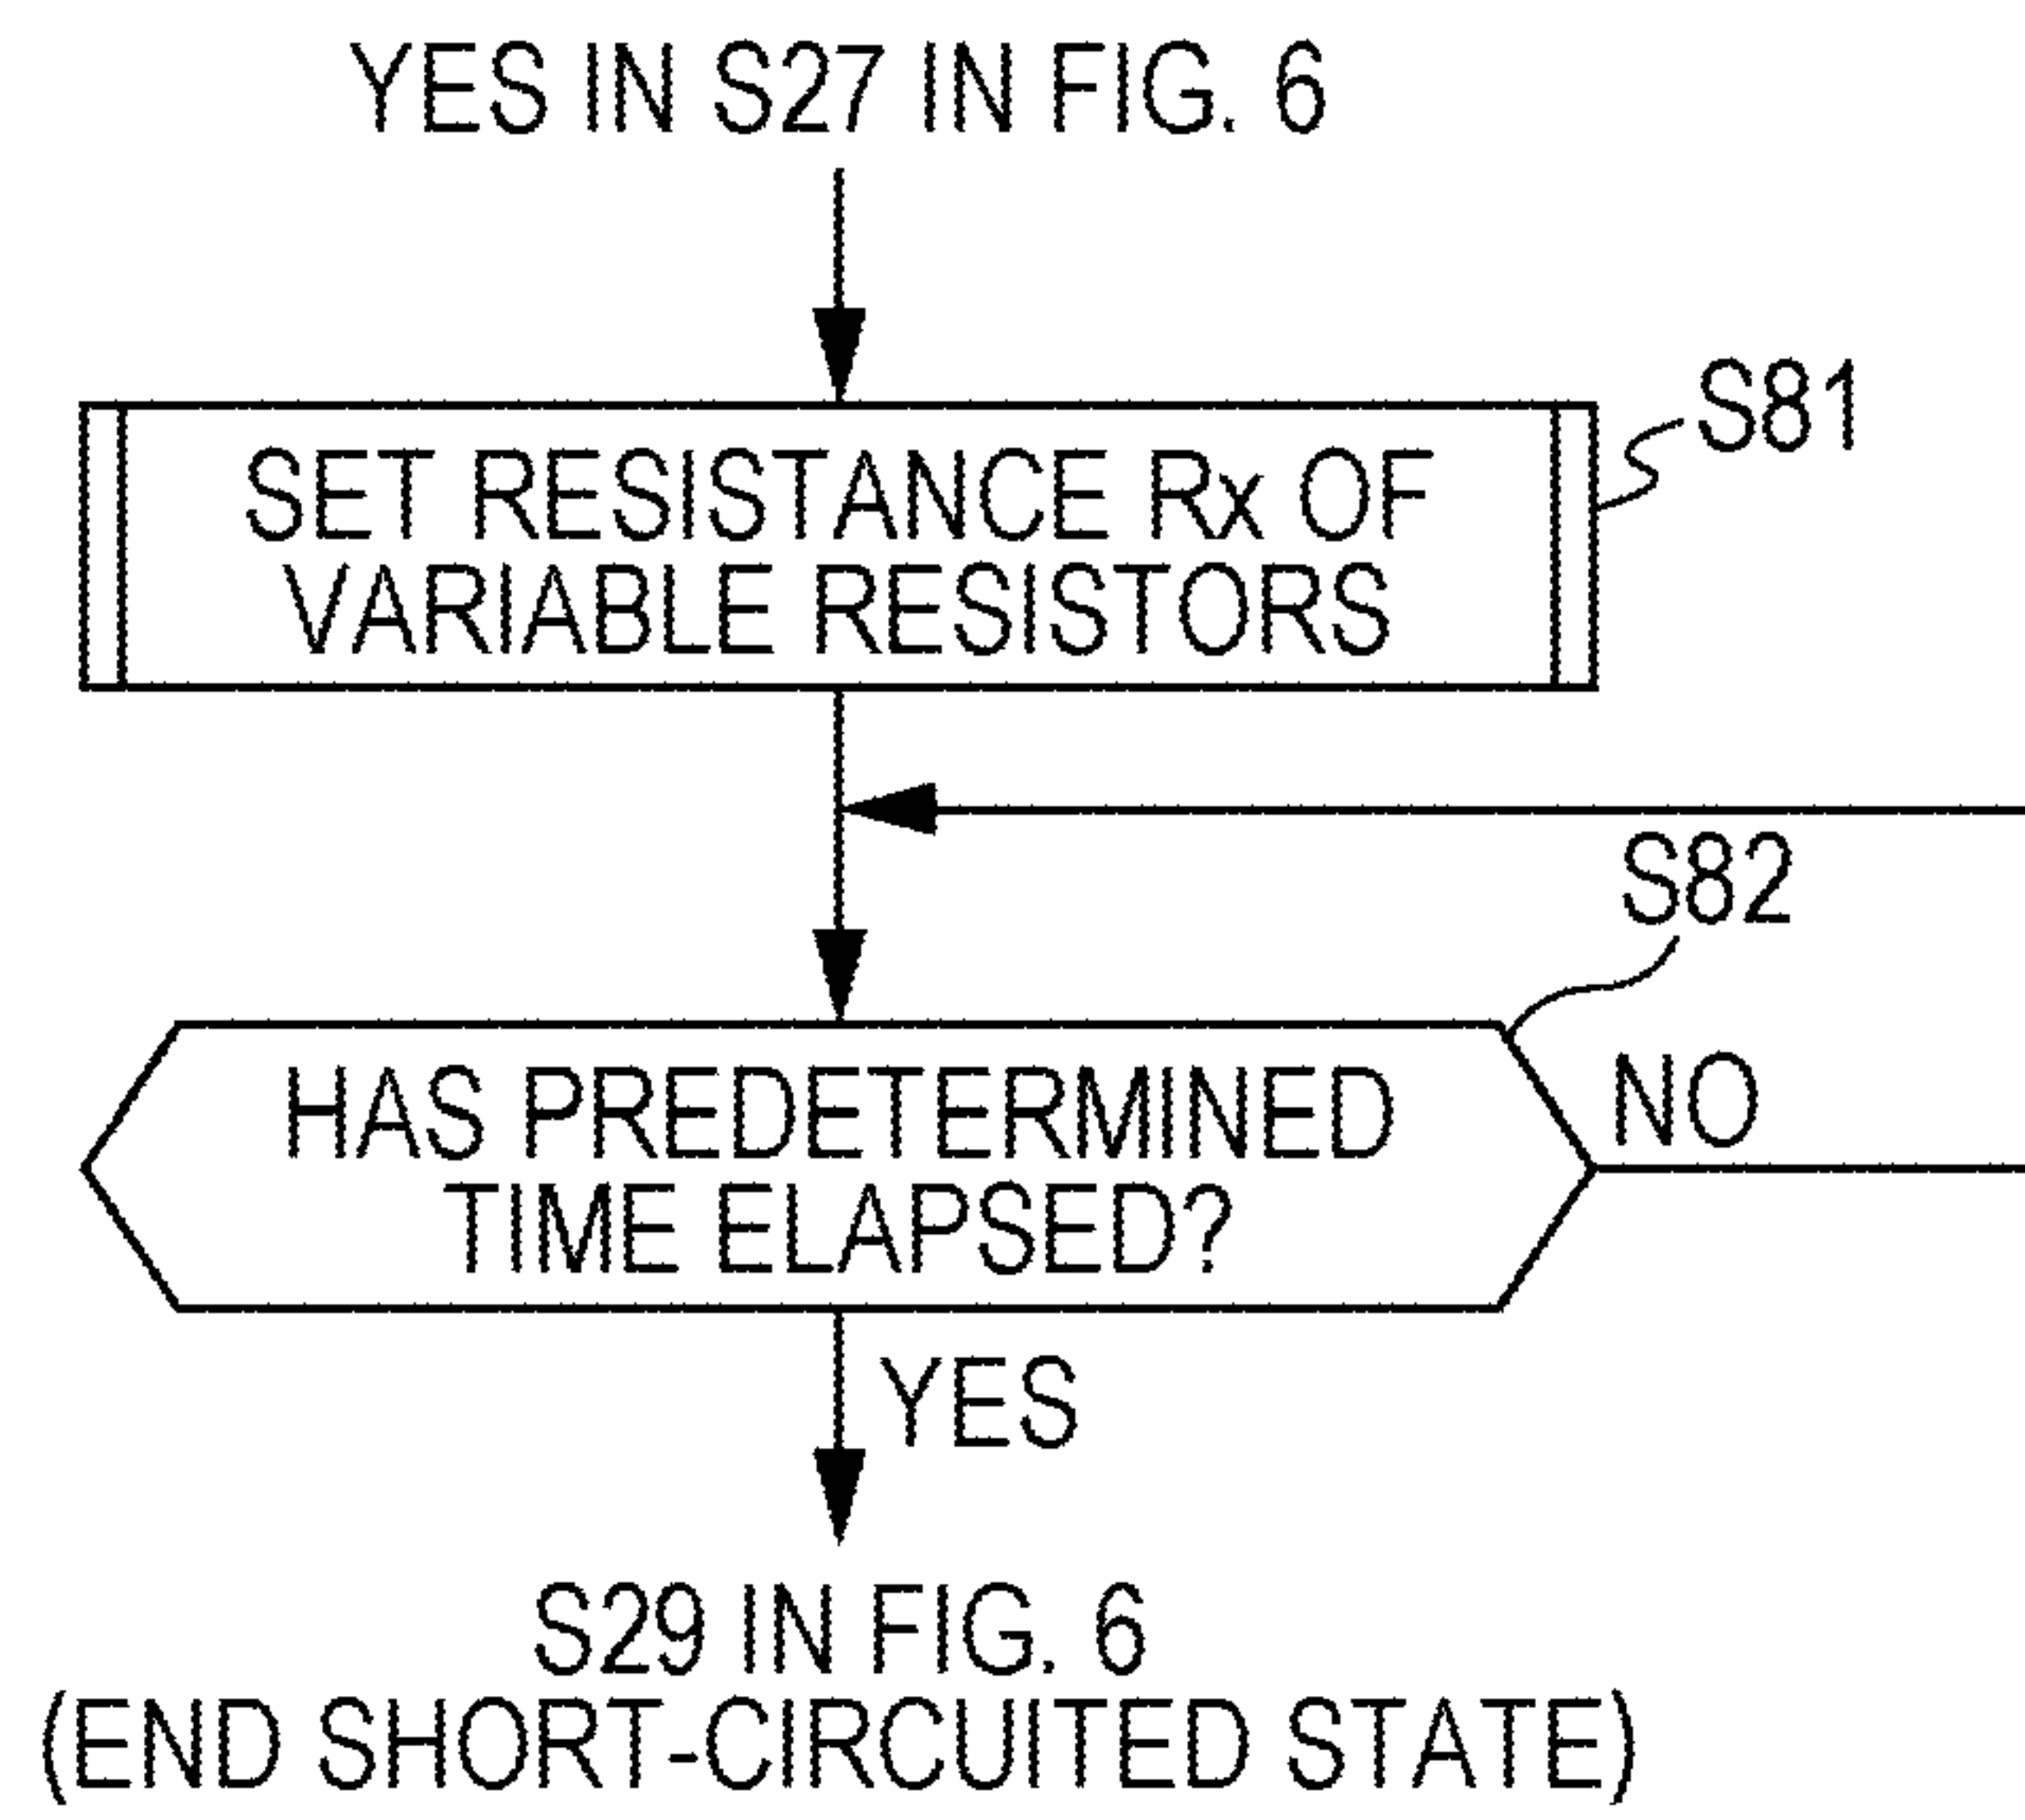 YES IN S27 IN FIG. 6
S81
SET RESISTANCE Rx OF
VARIABLE RESISTORS
S82
HAS PREDETERMINED
TIME ELAPSED?
NO
YES
S29 IN FIG. 6
(END SHORT-CIRCUITED STATE)